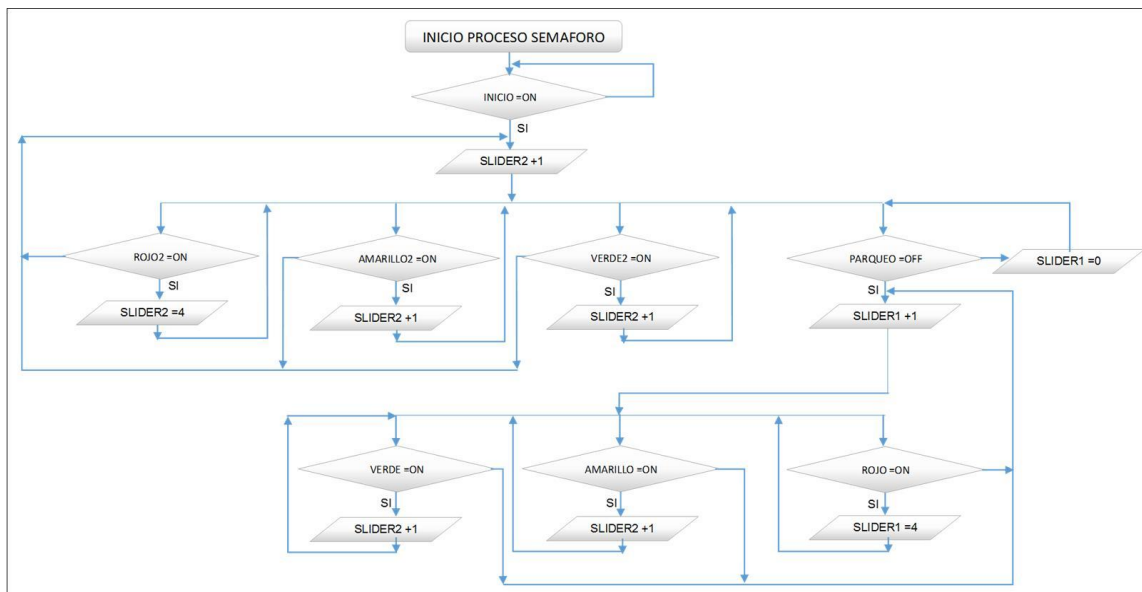 INICIO PROCESO SEMAFORO
INICIO =ON
SI
SLIDER2 +1
ROJO2 =ON
AMARILLO2 =ON
VERDE2 =ON
PARQUEO =OFF
SLIDER1 =0
SI
SI
SI
SI
SLIDER2 =4
SLIDER2 +1
SLIDER2 +1
SLIDER1 +1
VERDE =ON
AMARILLO =ON
ROJO =ON
SI
SI
SI
SLIDER2 +1
SLIDER2 +1
SLIDER1 =4